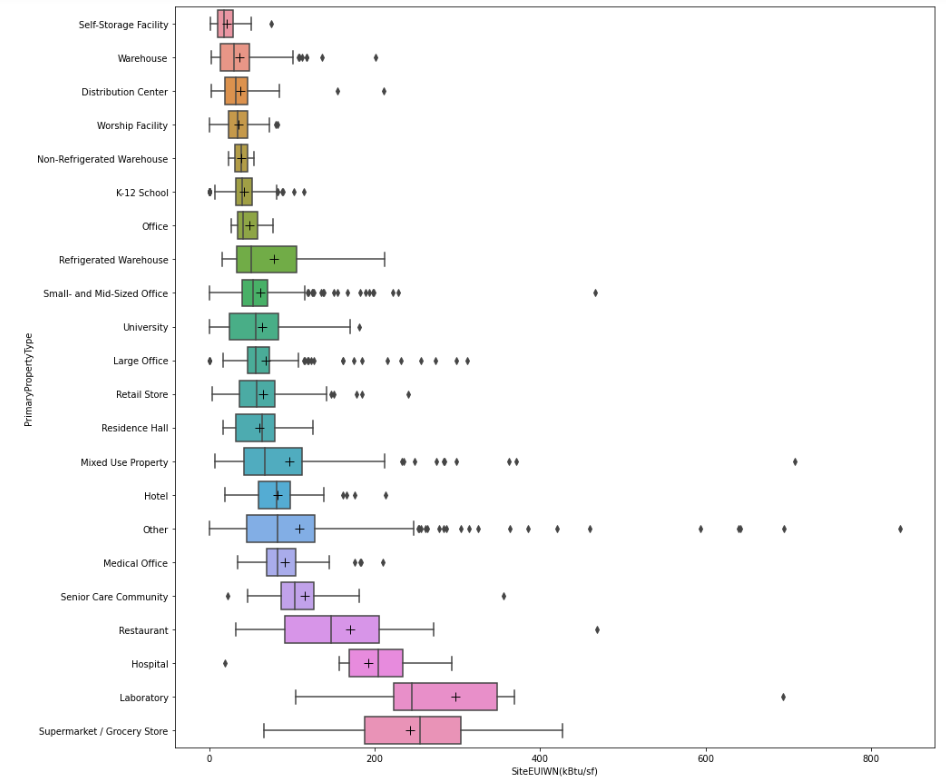 Self-Storage Facility
Warehouse
Distribution Center
Worship Facility
Non-Refrigerated Warehouse
K-12 School
Office
Refrigerated Warehouse
Small- and Mid-Sized Office
University
Large Office
Retail Store
Residence Hall
Mixed Use Property
Hotel
Other
Medical Office
Senior Care Community
Restaurant
Hospital
Laboratory
Supermarket / Grocery Store
PrimaryPropertyType
0 200 400 600 800
SiteEUIWN(kBtu/sf)